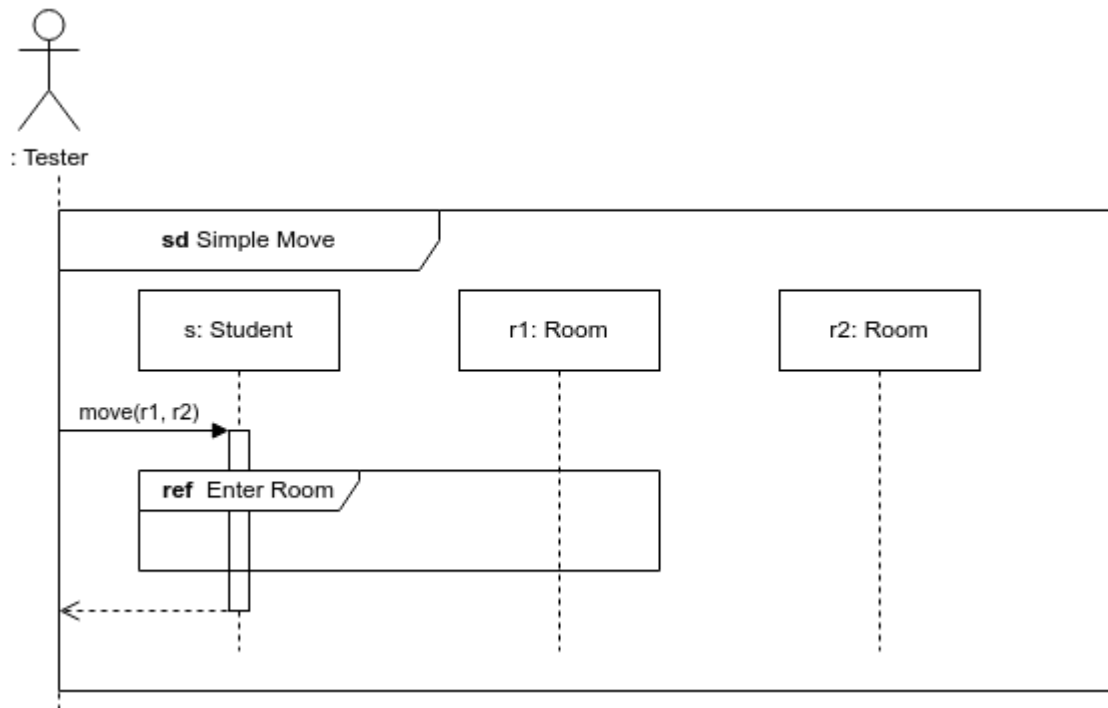 : Tester
sd Simple Move
s: Student
r1: Room
r2: Room
move(r1, r2)
ref Enter Room